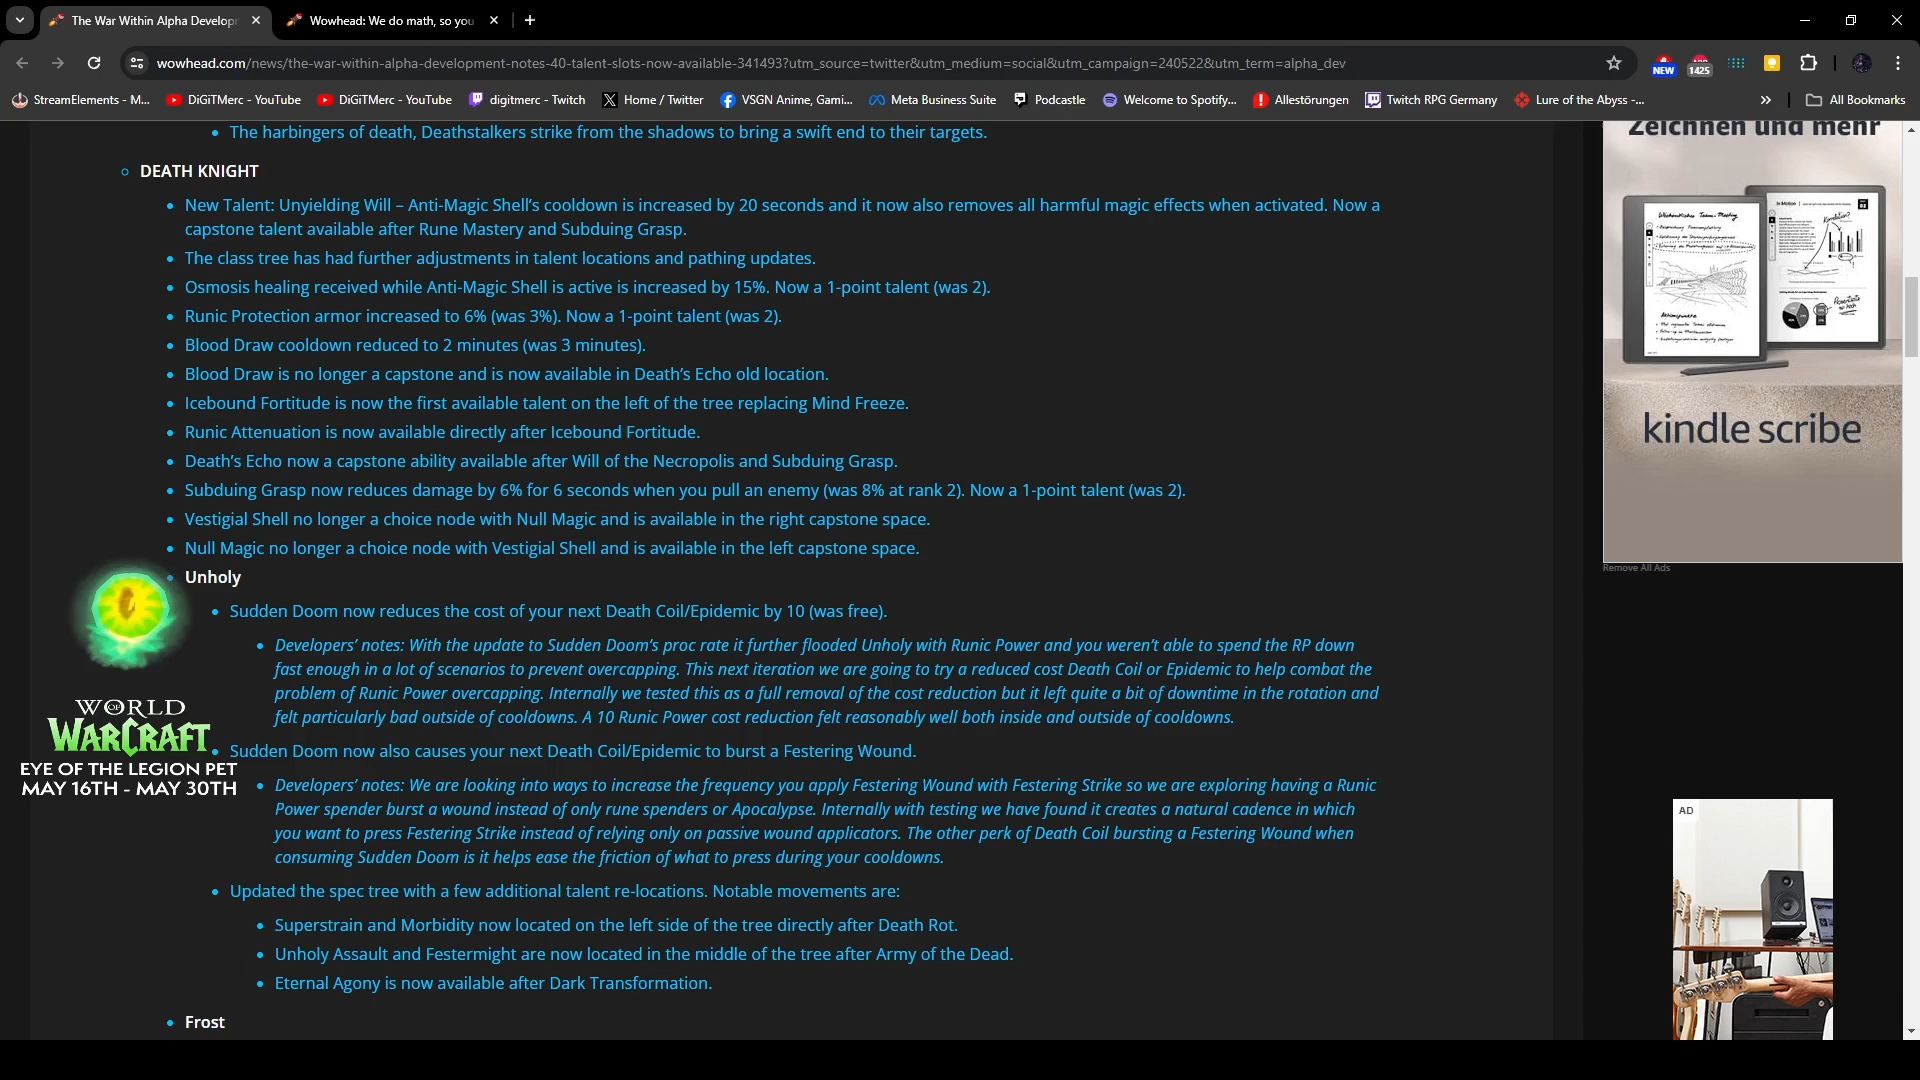 The War Within Alpha Develop
Wowhead: We do math, so you
wowhead.com/news/the-war-within-alpha-development-notes-40-talent-slots-now-available-341493?utm_source=twitter&utm_medium=social&utm_campaign=240522&utm_term=alpha_dev
NEW
1425
StreamElements - M...
DiGiTMerc - YouTube
DiGiTMerc - YouTube
digitmerc - Twitch
Home / Twitter
VSGN Anime, Gami...
Meta Business Suite
Podcastle
Welcome to Spotify...
Allestörungen
Twitch RPG Germany
Lure of the Abyss -...
All Bookmarks
The harbingers of death, Deathstalkers strike from the shadows to bring a swift end to their targets.
DEATH KNIGHT
New Talent: Unyielding Will – Anti-Magic Shell’s cooldown is increased by 20 seconds and it now also removes all harmful magic effects when activated. Now a
capstone talent available after Rune Mastery and Subduing Grasp.
The class tree has had further adjustments in talent locations and pathing updates.
Osmosis healing received while Anti-Magic Shell is active is increased by 15%. Now a 1-point talent (was 2).
Runic Protection armor increased to 6% (was 3%). Now a 1-point talent (was 2).
Blood Draw cooldown reduced to 2 minutes (was 3 minutes).
Blood Draw is no longer a capstone and is now available in Death’s Echo old location.
Icebound Fortitude is now the first available talent on the left of the tree replacing Mind Freeze.
Runic Attenuation is now available directly after Icebound Fortitude.
Death’s Echo now a capstone ability available after Will of the Necropolis and Subduing Grasp.
Subduing Grasp now reduces damage by 6% for 6 seconds when you pull an enemy (was 8% at rank 2). Now a 1-point talent (was 2).
Vestigial Shell no longer a choice node with Null Magic and is available in the right capstone space.
Null Magic no longer a choice node with Vestigial Shell and is available in the left capstone space.
Unholy
Sudden Doom now reduces the cost of your next Death Coil/Epidemic by 10 (was free).
Developers’ notes: With the update to Sudden Doom’s proc rate it further flooded Unholy with Runic Power and you weren’t able to spend the RP down
fast enough in a lot of scenarios to prevent overcapping. This next iteration we are going to try a reduced cost Death Coil or Epidemic to help combat the
problem of Runic Power overcapping. Internally we tested this as a full removal of the cost reduction but it left quite a bit of downtime in the rotation and
felt particularly bad outside of cooldowns. A 10 Runic Power cost reduction felt reasonably well both inside and outside of cooldowns.
Sudden Doom now also causes your next Death Coil/Epidemic to burst a Festering Wound.
Developers’ notes: We are looking into ways to increase the frequency you apply Festering Wound with Festering Strike so we are exploring having a Runic
Power spender burst a wound instead of only rune spenders or Apocalypse. Internally with testing we have found it creates a natural cadence in which
you want to press Festering Strike instead of relying only on passive wound applicators. The other perk of Death Coil bursting a Festering Wound when
consuming Sudden Doom is it helps ease the friction of what to press during your cooldowns.
Updated the spec tree with a few additional talent re-locations. Notable movements are:
Superstrain and Morbidity now located on the left side of the tree directly after Death Rot.
Unholy Assault and Festermight are now located in the middle of the tree after Army of the Dead.
Eternal Agony is now available after Dark Transformation.
Frost
WORLD
OF
WARCRAFT
EYE OF THE LEGION PET
MAY 16TH - MAY 30TH
Zeichnen und mehr
kindle scribe
Remove All Ads
AD